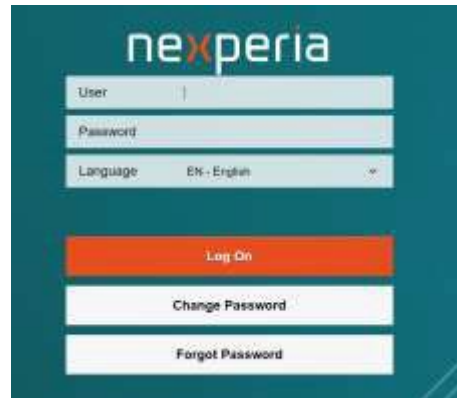 nexperia
User
Password
Language EN - English
Log On
Change Password
Forgot Password